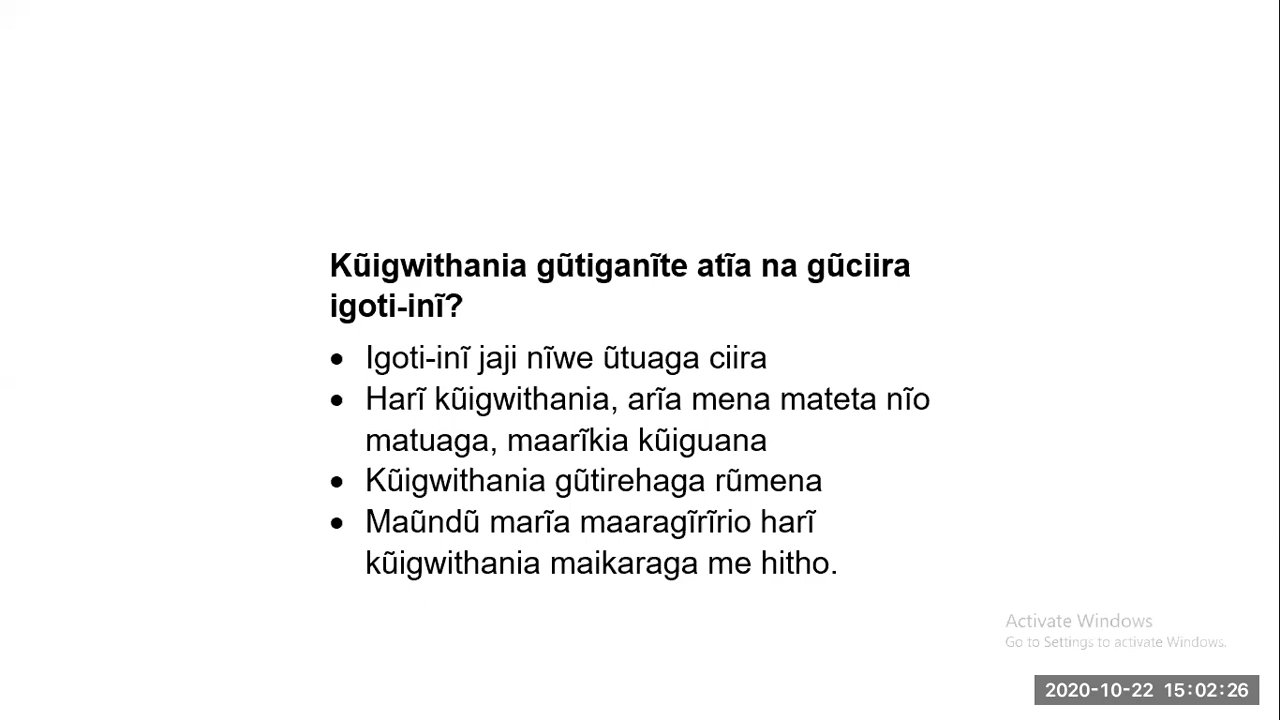 Kũigwithania gũtiganĩte atĩa na gũciira
igoti-inĩ?
• Igoti-inĩ jaji nĩwe ũtuaga ciira
• Harĩ kũigwithania, arĩa mena mateta nĩo
matuaga, maarĩkia kũiguana
• Kũigwithania gũtirehaga rũmena
• Maũndũ marĩa maaragĩrĩrio harĩ
kũigwithania maikaraga me hitho.
Activate Windows
Go to Settings to activate Windows.
2020-10-22 15:02:26